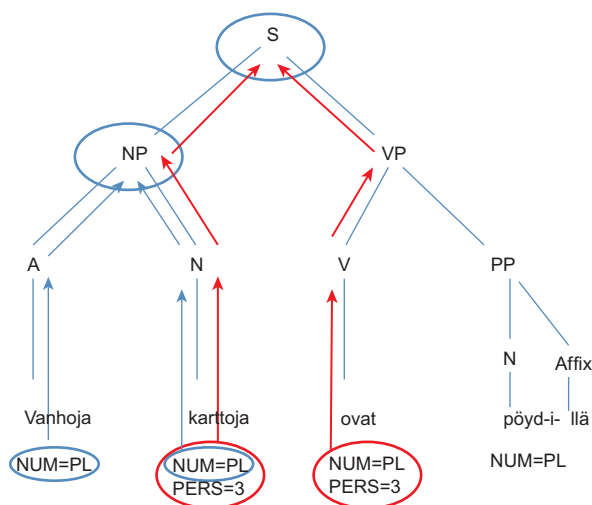 S
NP
VP
A
N
V
PP
N
Affix
Vanhoja karttoja ovat pöyd-i- llä
NUM=PL NUM=PL NUM=PL NUM=PL
PERS=3 PERS=3